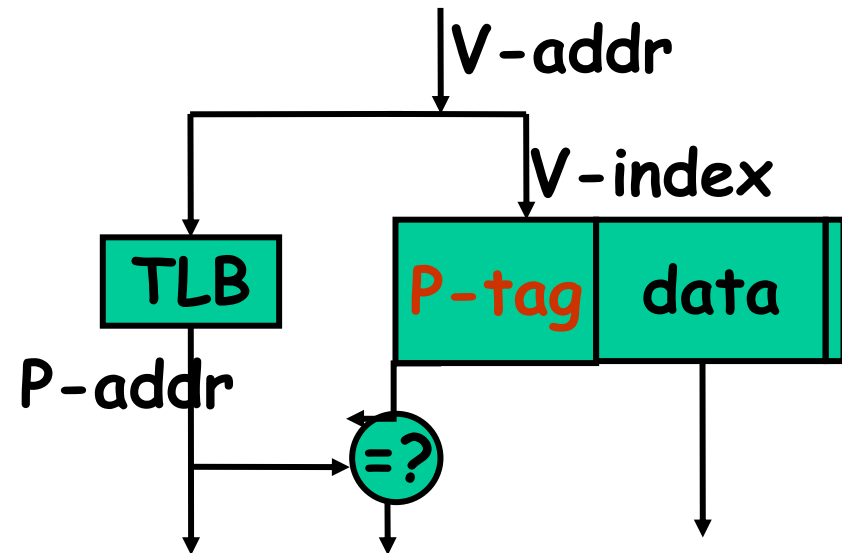 V-addr
V-index
TLB
P-tag
data
P-addr
=?